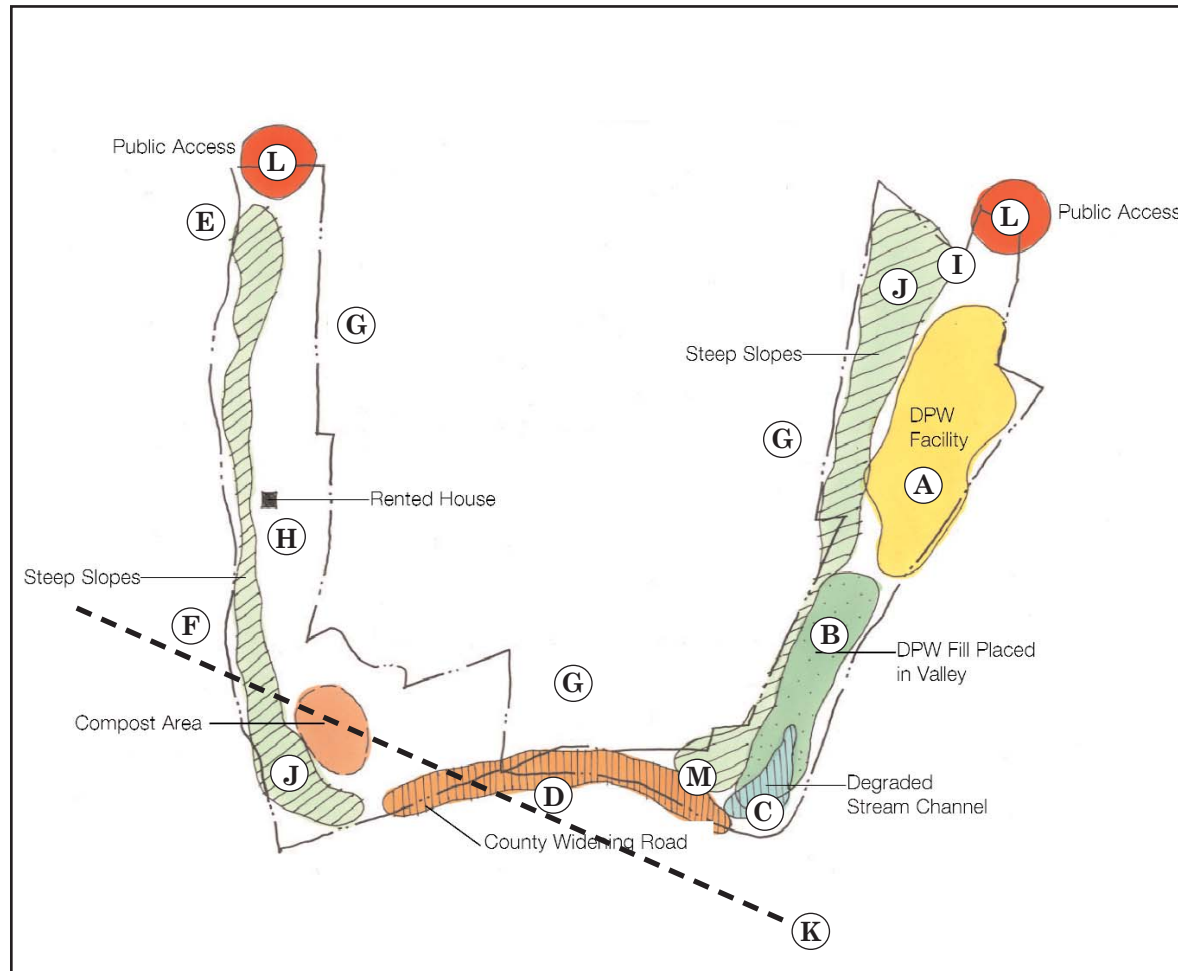 Public Access
L
E
L
Public Access
I
J
G
Steep Slopes
DPW
Facility
G
A
Rented House
H
Steep Slopes
F
B
DPW Fill Placed
in Valley
G
Compost Area
J
M
Degraded
Stream Channel
D
C
County Widening Road
K